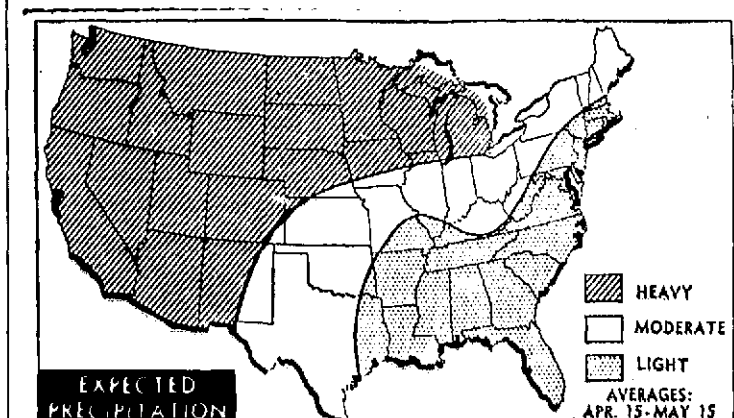 HEAVY
MODERATE
LIGHT
AVERAGES:
APR. 15-MAY 15
EXPECTED
PRECIPITATION